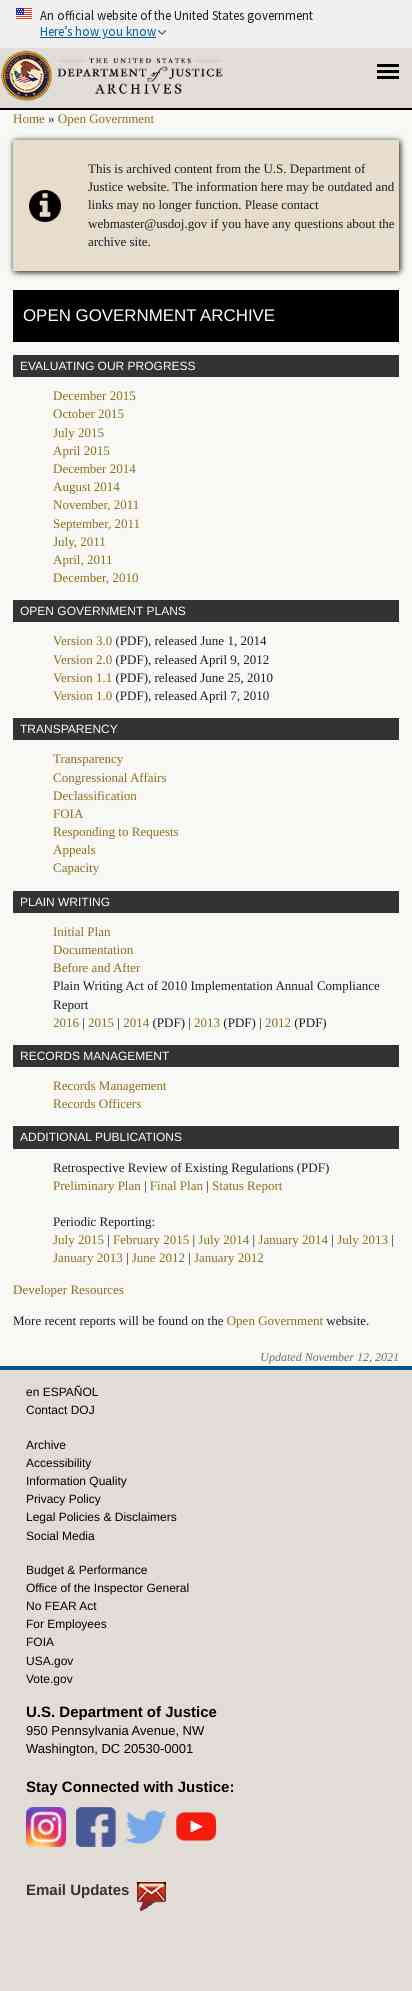 An official website of the United States government
Here's how you know
THE UNITED STATES
DEPARTMENT of JUSTICE
ARCHIVES
Home » Open Government
This is archived content from the U.S. Department of
Justice website. The information here may be outdated and
links may no longer function. Please contact
webmaster@usdoj.gov if you have any questions about the
archive site.
OPEN GOVERNMENT ARCHIVE
EVALUATING OUR PROGRESS
December 2015
October 2015
July 2015
April 2015
December 2014
August 2014
November, 2011
September, 2011
July, 2011
April, 2011
December, 2010
OPEN GOVERNMENT PLANS
Version 3.0 (PDF), released June 1, 2014
Version 2.0 (PDF), released April 9, 2012
Version 1.1 (PDF), released June 25, 2010
Version 1.0 (PDF), released April 7, 2010
TRANSPARENCY
Transparency
Congressional Affairs
Declassification
FOIA
Responding to Requests
Appeals
Capacity
PLAIN WRITING
Initial Plan
Documentation
Before and After
Plain Writing Act of 2010 Implementation Annual Compliance
Report
2016 | 2015 | 2014 (PDF) | 2013 (PDF) | 2012 (PDF)
RECORDS MANAGEMENT
Records Management
Records Officers
ADDITIONAL PUBLICATIONS
Retrospective Review of Existing Regulations (PDF)
Preliminary Plan | Final Plan | Status Report
Periodic Reporting:
July 2015 | February 2015 | July 2014 | January 2014 | July 2013 |
January 2013 | June 2012 | January 2012
Developer Resources
More recent reports will be found on the Open Government website.
Updated November 12, 2021
en ESPAÑOL
Contact DOJ
Archive
Accessibility
Information Quality
Privacy Policy
Legal Policies & Disclaimers
Social Media
Budget & Performance
Office of the Inspector General
No FEAR Act
For Employees
FOIA
USA.gov
Vote.gov
U.S. Department of Justice
950 Pennsylvania Avenue, NW
Washington, DC 20530-0001
Stay Connected with Justice:
Email Updates